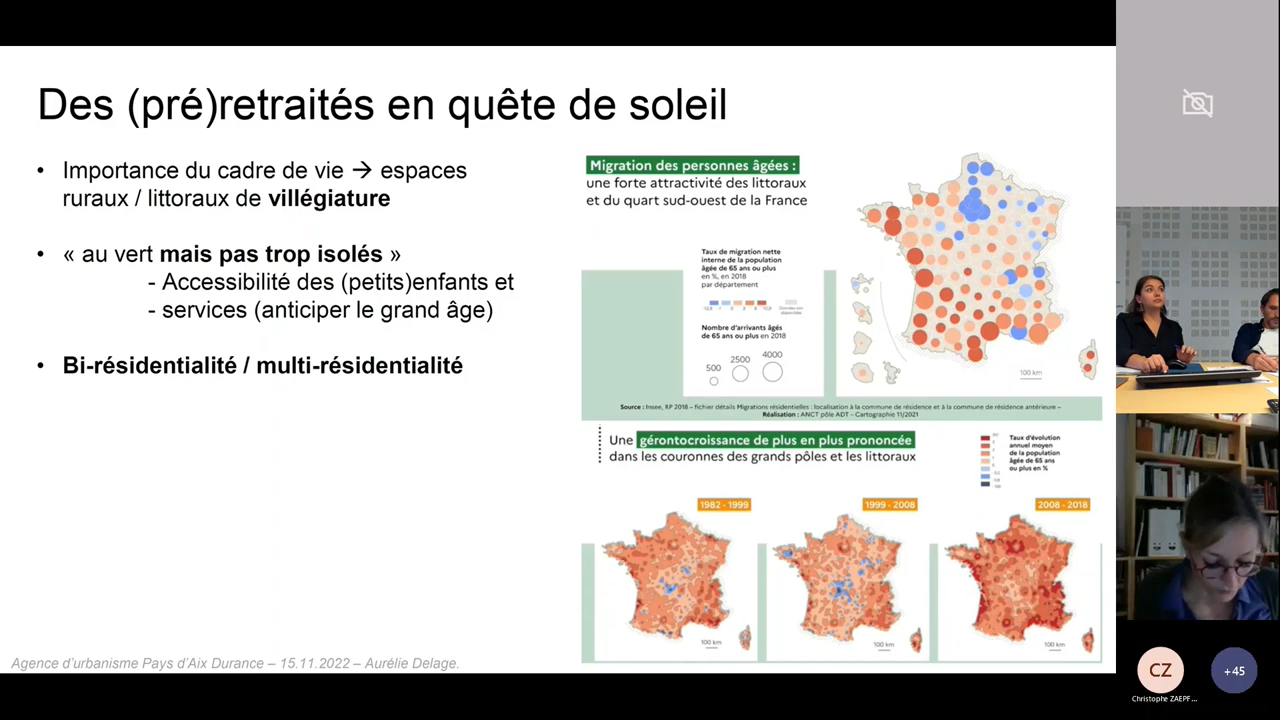 Des (pré)retraités en quête de soleil
• Importance du cadre de vie → espaces
ruraux / littoraux de villégiature
• « au vert mais pas trop isolés »
- Accessibilité des (petits)enfants et
- services (anticiper le grand âge)
• Bi-résidentialité / multi-résidentialité
Agence d'urbanisme Pays d'Aix Durance – 15.11.2022 – Aurélie Delage.
Migration des personnes âgées :
une forte attractivité des littoraux
et du quart sud-ouest de la France
Taux de migration nette
interne de la population
âgée de 65 ans ou plus
en %, en 2018
par département
Nombre d'arrivants âgés
de 65 ans ou plus en 2018
500
2500
4000
100 km
Source : Insee, RP 2018 – fichier détails Migrations résidentielles : localisation à la commune de résidence et à la commune de résidence antérieure –
Réalisation : ANCT pôle ADT - Cartographie 11/2021
Une gérontocroissance de plus en plus prononcée
dans les couronnes des grands pôles et les littoraux
Taux d'évolution
annuel moyen
de la population
âgée de 65 ans
ou plus en %
1982 - 1999
1999 - 2008
2008 - 2018
100 km
100 km
100 km
CZ
+45
Christophe ZAEPF...